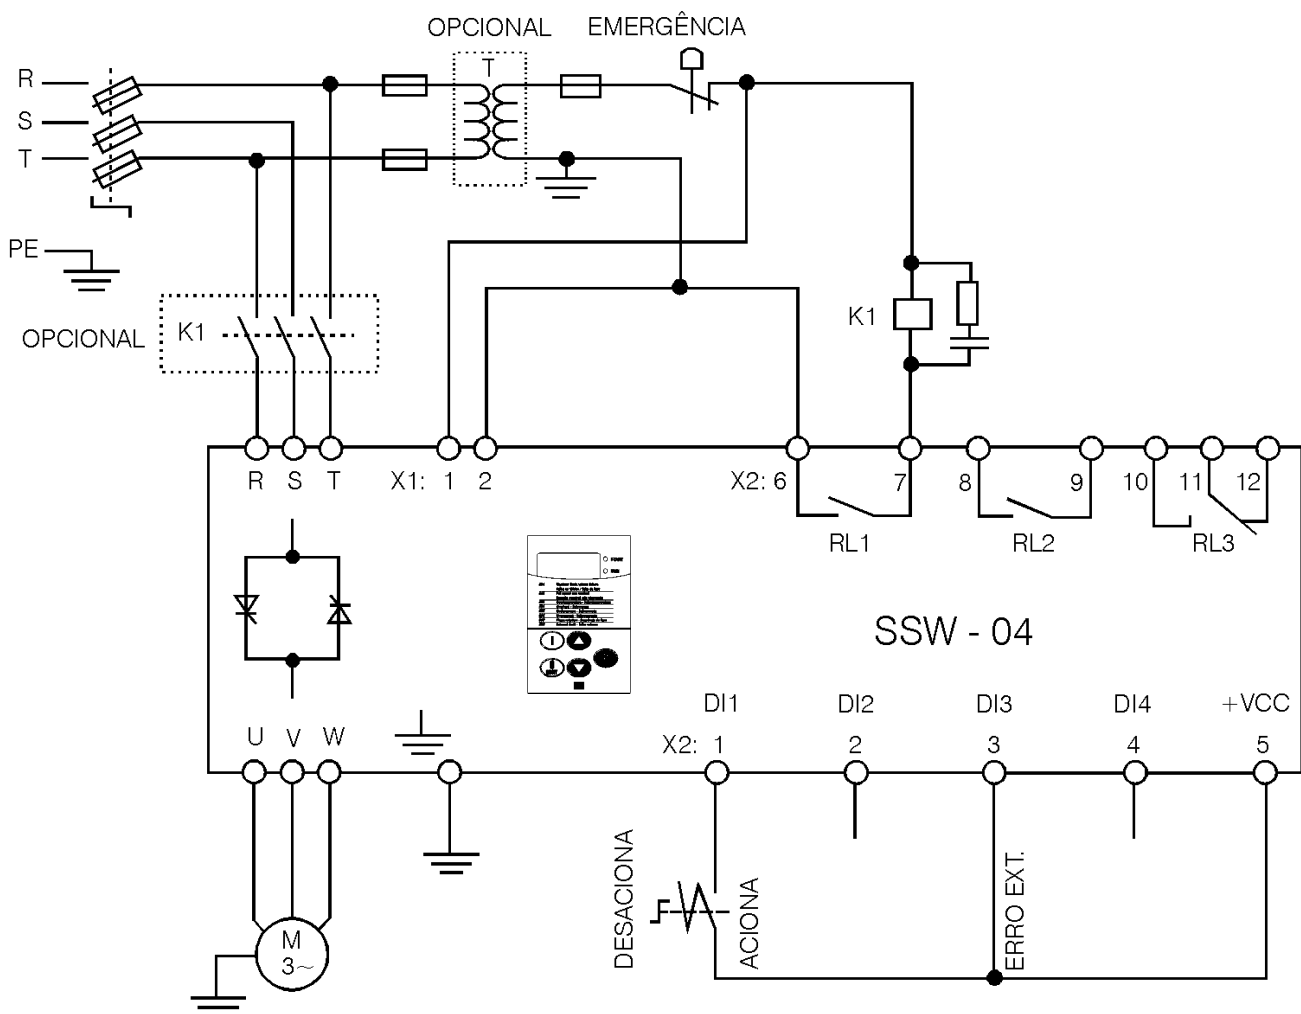 OPCIONAL EMERGÊNCIA
R
T
S
T
PE
OPCIONAL K1
K1
R S T X1: 1 2 X2: 6 7 8 9 10 11 12
RL1 RL2 RL3
SSW - 04
DI1 DI2 DI3 DI4 +VCC
U V W X2: 1 2 3 4 5
DESACIONA
ACIONA
ERRO EXT.
M
3~